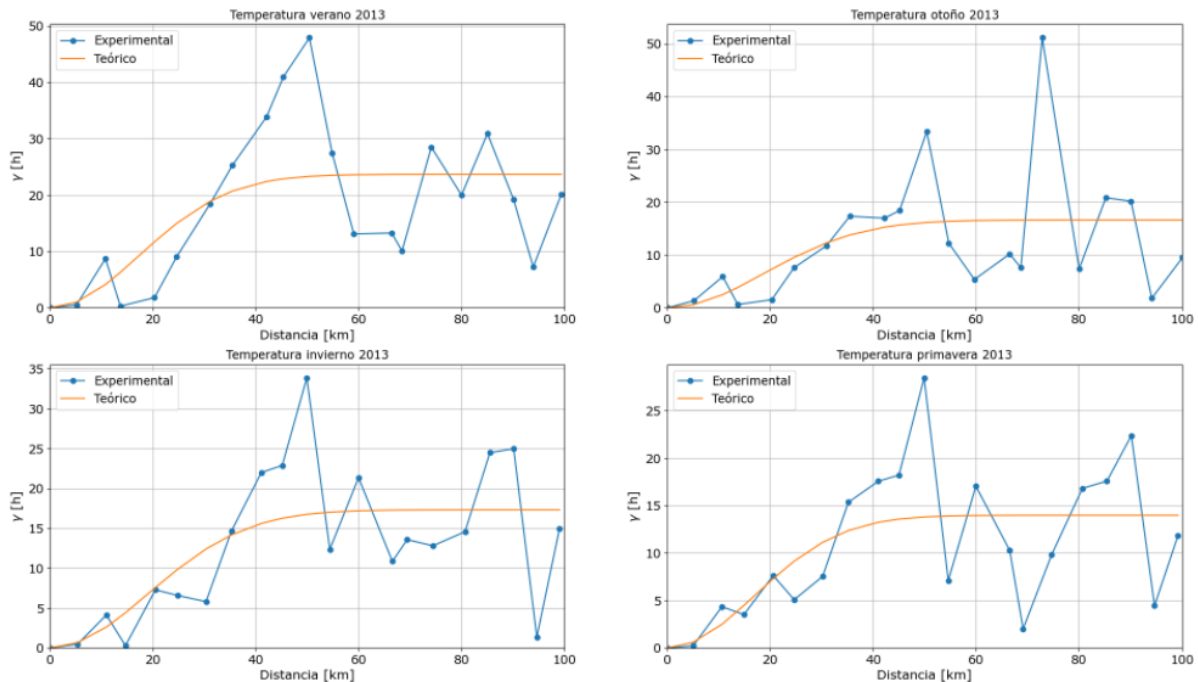 Temperatura verano 2013
Experimental
Teórico
γ [h]
50
40
30
20
10
0
0 20 40 60 80 100
Distancia [km]
Temperatura otoño 2013
Experimental
Teórico
γ [h]
50
40
30
20
10
0
0 20 40 60 80 100
Distancia [km]
Temperatura invierno 2013
Experimental
Teórico
γ [h]
35
30
25
20
15
10
5
0
0 20 40 60 80 100
Distancia [km]
Temperatura primavera 2013
Experimental
Teórico
γ [h]
25
20
15
10
5
0
0 20 40 60 80 100
Distancia [km]